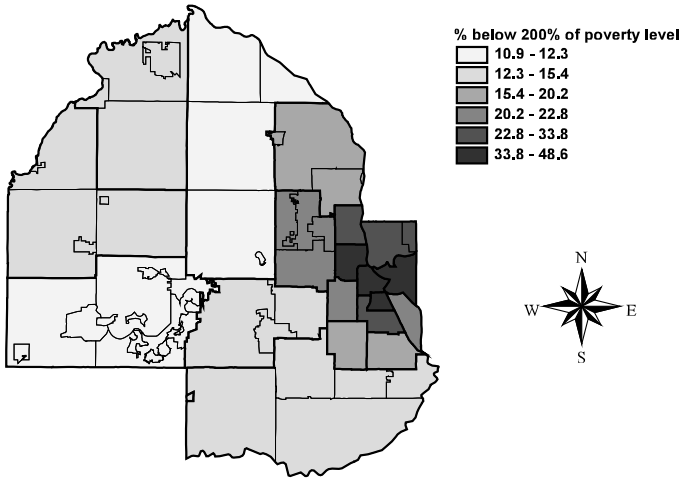 % below 200% of poverty level
10.9 - 12.3
12.3 - 15.4
15.4 - 20.2
20.2 - 22.8
22.8 - 33.8
33.8 - 48.6
N
W E
S